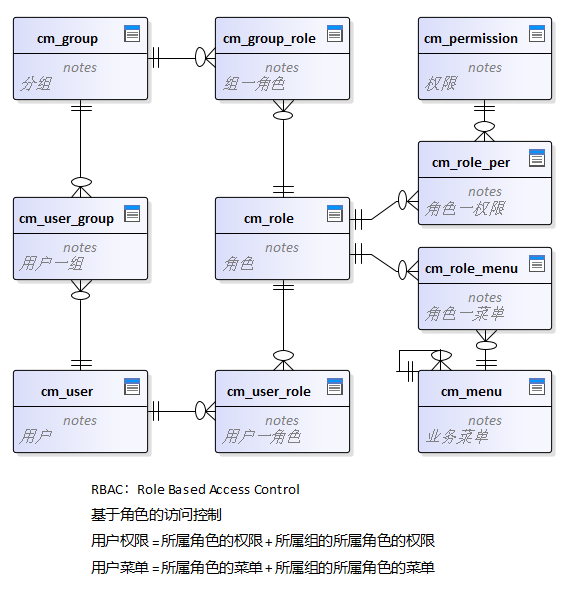 cm_group
notes
分组
cm_group_role
notes
组—角色
cm_permission
notes
权限
cm_role_per
notes
角色—权限
cm_user_group
notes
用户—组
cm_role
notes
角色
cm_role_menu
notes
角色—菜单
cm_user
notes
用户
cm_user_role
notes
用户—角色
cm_menu
notes
业务菜单
RBAC：Role Based Access Control
基于角色的访问控制
用户权限 = 所属角色的权限 + 所属组的所属角色的权限
用户菜单 = 所属角色的菜单 + 所属组的所属角色的菜单